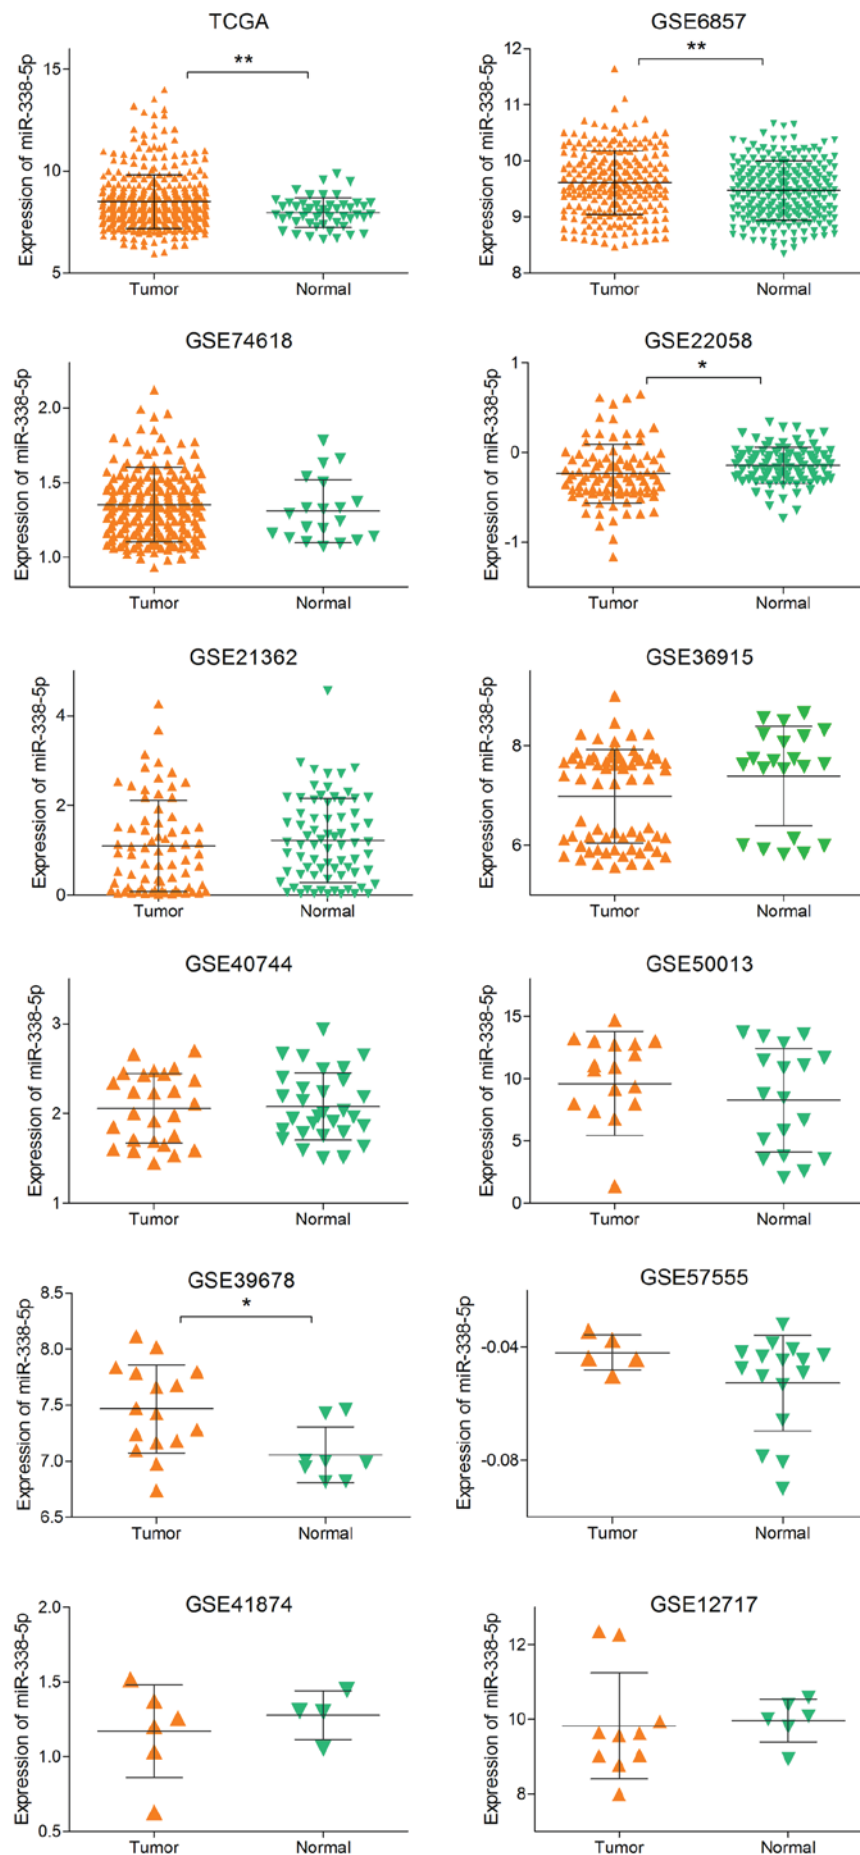 TCGA
Expression of miR-338-5p
15
10
5
**
Tumor Normal
GSE6857
Expression of miR-338-5p
12
11
10
9
8
**
Tumor Normal
GSE74618
Expression of miR-338-5p
2.0
1.5
1.0
Tumor Normal
GSE22058
Expression of miR-338-5p
1
0
-1
*
Tumor Normal
GSE21362
Expression of miR-338-5p
4
2
0
Tumor Normal
GSE36915
Expression of miR-338-5p
8
6
Tumor Normal
GSE40744
Expression of miR-338-5p
3
2
1
Tumor Normal
GSE50013
Expression of miR-338-5p
15
10
5
0
Tumor Normal
GSE39678
Expression of miR-338-5p
8.5
8.0
7.5
7.0
6.5
*
Tumor Normal
GSE57555
Expression of miR-338-5p
-0.04
-0.08
Tumor Normal
GSE41874
Expression of miR-338-5p
2.0
1.5
1.0
0.5
Tumor Normal
GSE12717
Expression of miR-338-5p
12
10
8
Tumor Normal